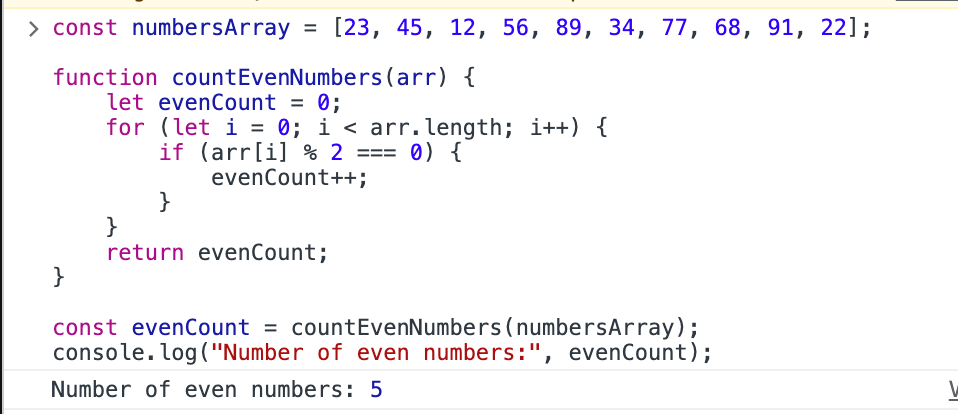 > const numbersArray = [23, 45, 12, 56, 89, 34, 77, 68, 91, 22];
function countEvenNumbers(arr) {
    let evenCount = 0;
    for (let i = 0; i < arr.length; i++) {
        if (arr[i] % 2 === 0) {
            evenCount++;
        }
    }
    return evenCount;
}
const evenCount = countEvenNumbers(numbersArray);
console.log("Number of even numbers:", evenCount);
Number of even numbers: 5